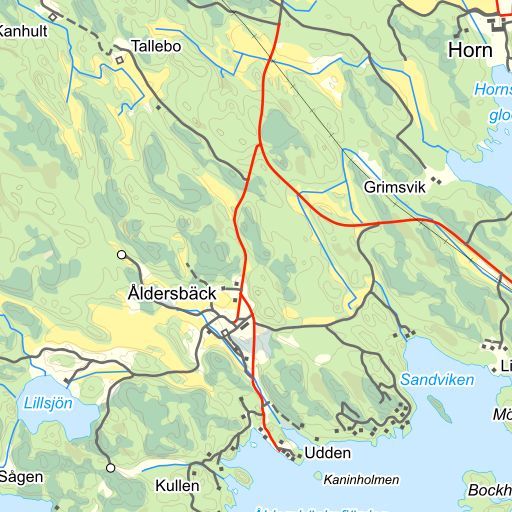 Kanhult
Tallebo
Horn
Horns
glo
Grimsvik
Åldersbäck
Sandviken
Li
Lillsjön
Mö
Udden
Sågen
Kullen
Kaninholmen
Bockh